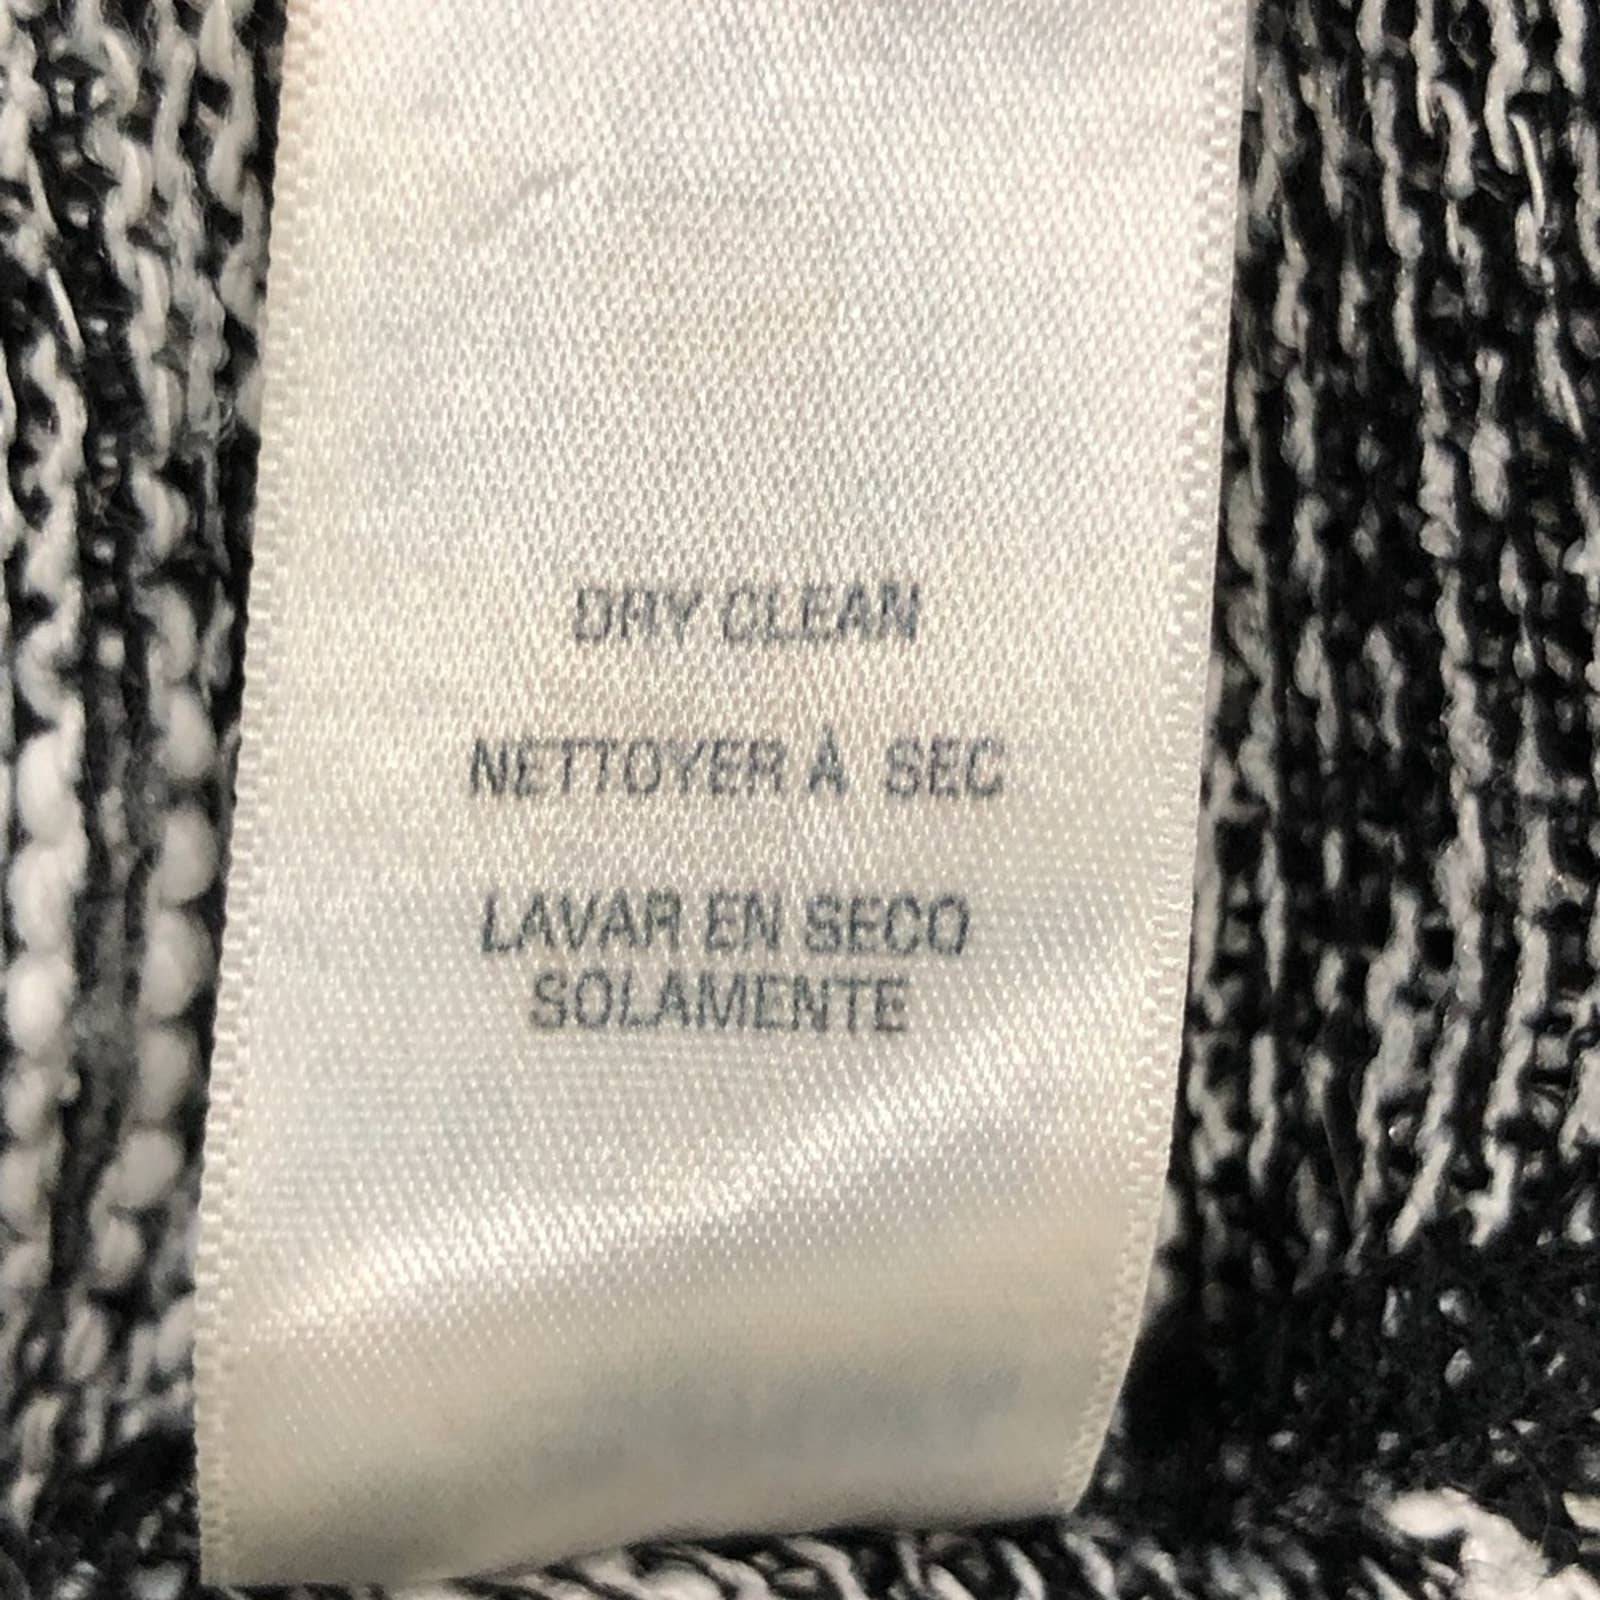 DRY CLEAN
NETTOYER À SEC
LAVAR EN SECO
SOLAMENTE